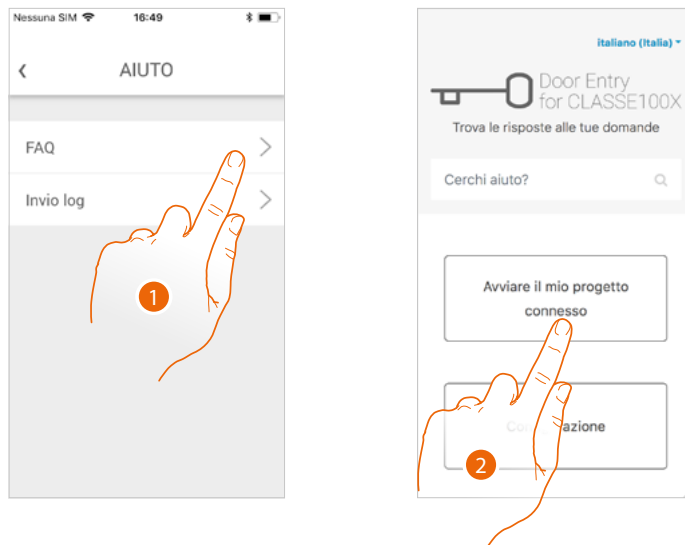 Nessuna SIM 16:49
AIUTO
FAQ
Invio log
1
italiano (Italia)
Door Entry
for CLASSE100X
Trova le risposte alle tue domande
Cerchi aiuto?
Avviare il mio progetto
connesso
azione
2